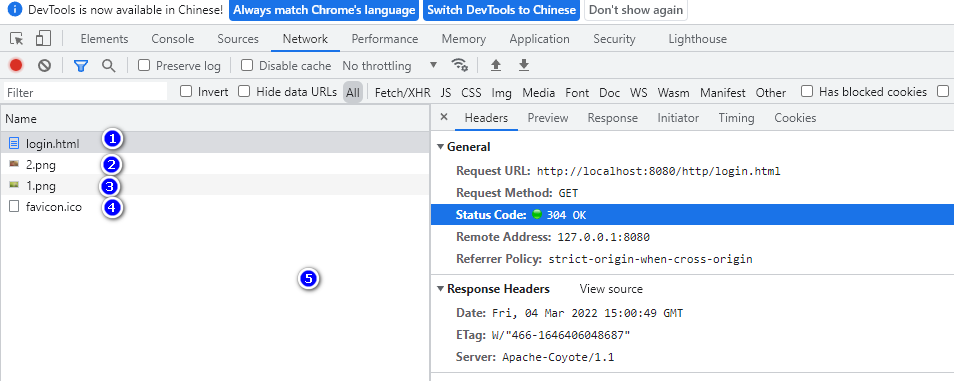 DevTools is now available in Chinese! Always match Chrome's language Switch DevTools to Chinese Don't show again
Elements Console Sources Network Performance Memory Application Security Lighthouse
Preserve log Disable cache No throttling
Filter Invert Hide data URLs All Fetch/XHR JS CSS Img Media Font Doc WS Wasm Manifest Other Has blocked cookies
Name
login.html 1
2.png 2
1.png 3
favicon.ico 4
5
× Headers Preview Response Initiator Timing Cookies
General
Request URL: http://localhost:8080/http/login.html
Request Method: GET
Status Code: 304 OK
Remote Address: 127.0.0.1:8080
Referrer Policy: strict-origin-when-cross-origin
Response Headers View source
Date: Fri, 04 Mar 2022 15:00:49 GMT
ETag: W/"466-1646406048687"
Server: Apache-Coyote/1.1